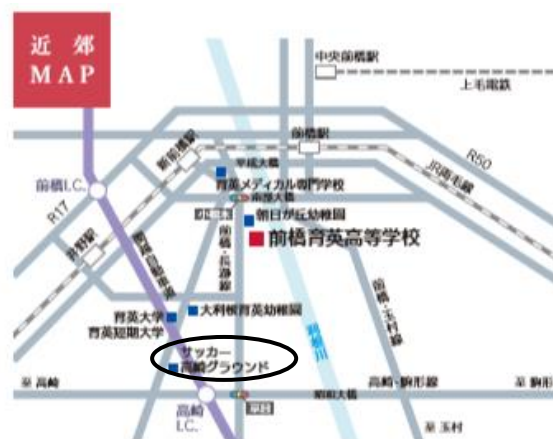 近郊
MAP
中央前橋駅
上毛電鉄
前橋駅
新前橋駅
R50
JR両毛線
平成大橋
育英メディカル専門学校
南部大橋
朝日が丘幼稚園
前橋育英高等学校
前橋I.C.
R17
井野駅
関越自動車道
前橋・長瀞線
利根川
前橋・玉村線
大利根育英幼稚園
育英大学
育英短期大学
サッカー
高崎グラウンド
至 高崎
高崎・駒形線
至 駒形
昭和大橋
高崎
I.C.
至 玉村